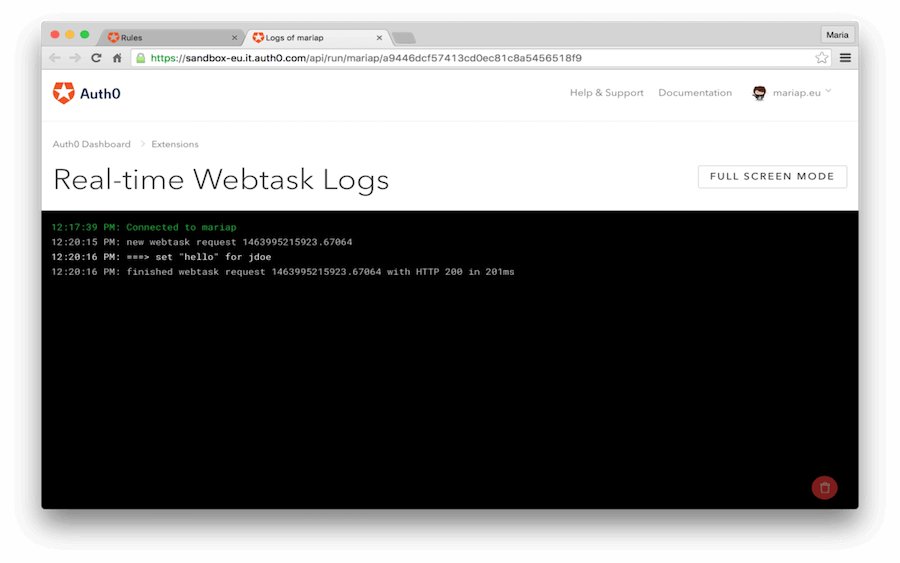 Rules
Logs of mariap
Maria
https://sandbox-eu.it.auth0.com/api/run/mariap/a9446dcf57413cd0ec81c8a5456518f9
Auth0
Help & Support
Documentation
mariap.eu
Auth0 Dashboard > Extensions
Real-time Webtask Logs
FULL SCREEN MODE
12:17:39 PM: Connected to mariap
12:20:15 PM: new webtask request 1463995215923.67064
12:20:16 PM: ===> set "hello" for jdoe
12:20:16 PM: finished webtask request 1463995215923.67064 with HTTP 200 in 201ms